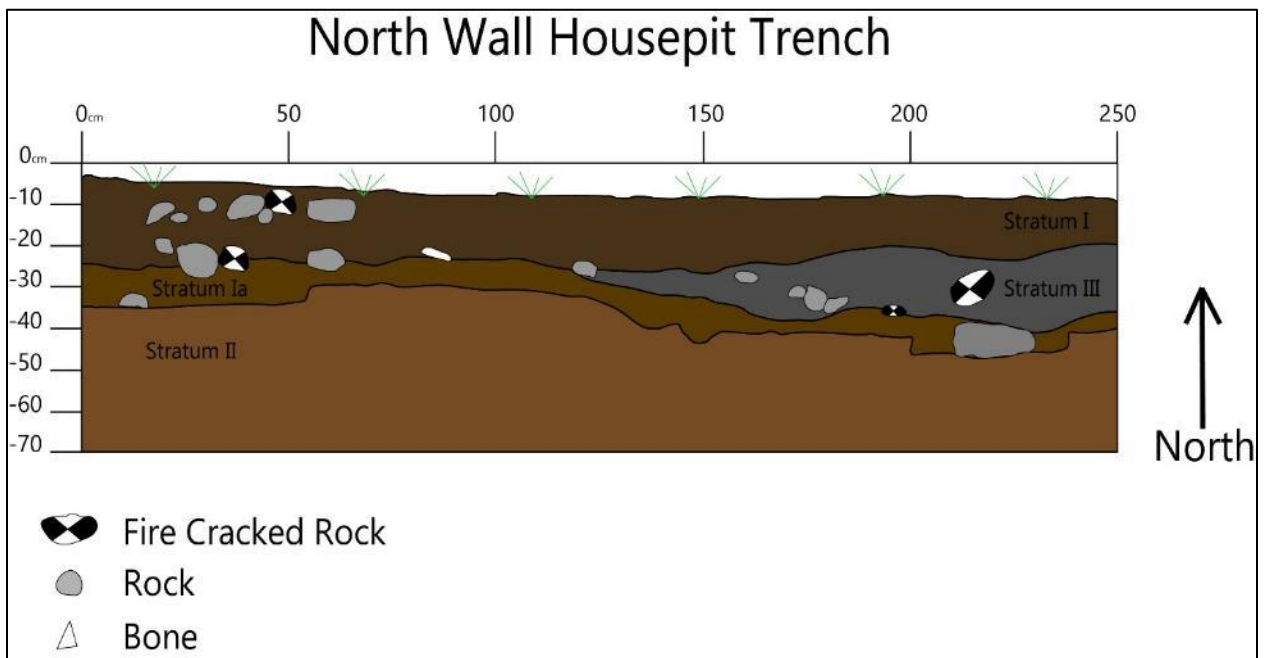 North Wall Housepit Trench
0cm 50 100 150 200 250
0cm
-10
-20
-30
-40
-50
-60
-70
Stratum I
Stratum Ia
Stratum III
Stratum II
North
Fire Cracked Rock
Rock
Bone